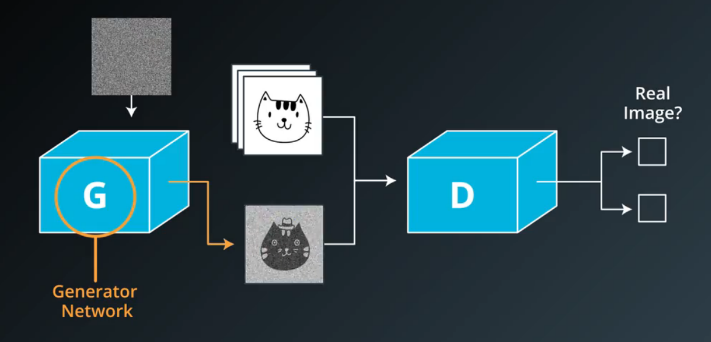 Real
Image?
G
D
Generator
Network